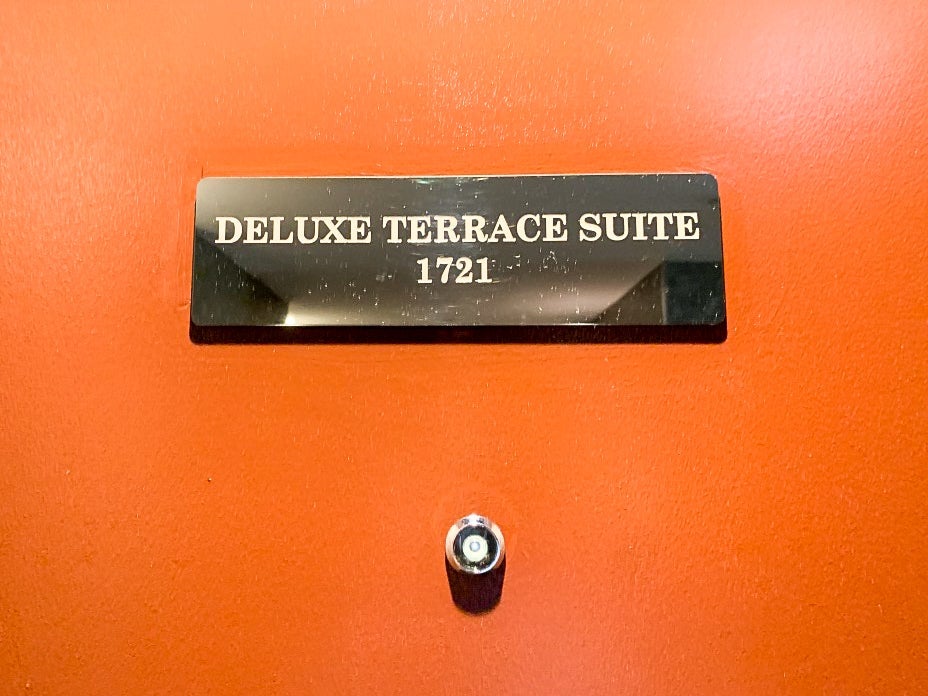 DELUXE TERRACE SUITE
1721